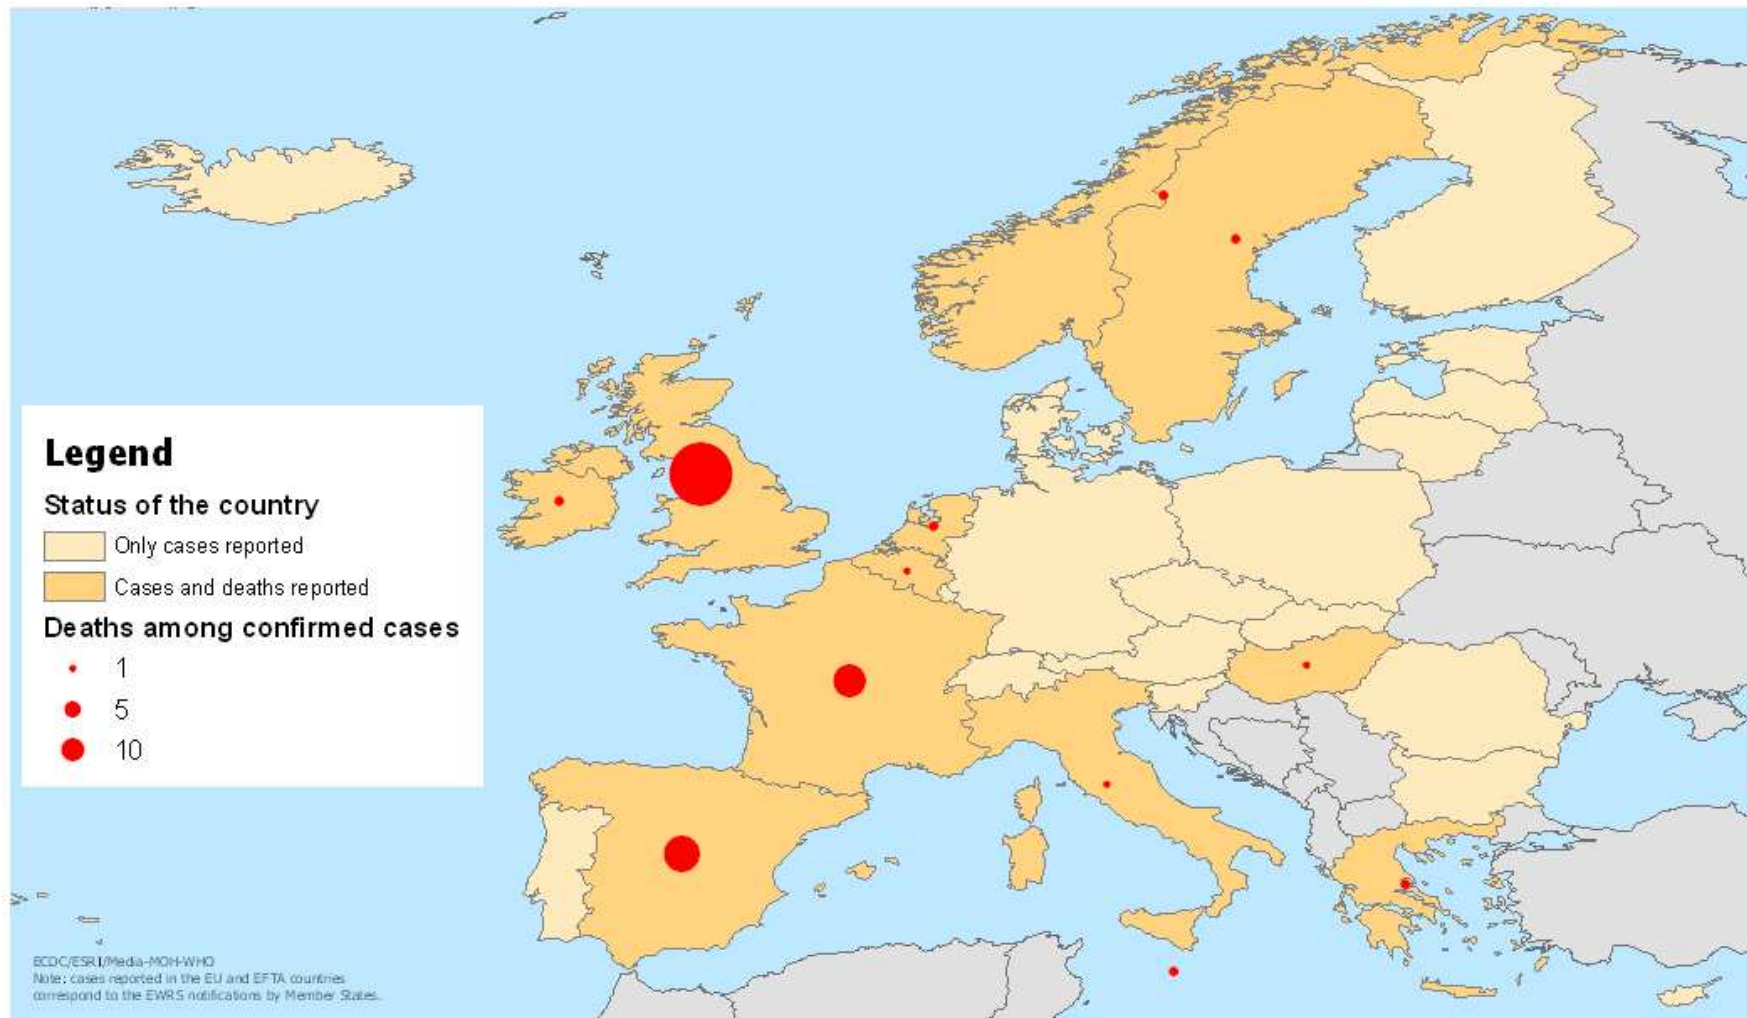 Legend
Status of the country
Only cases reported
Cases and deaths reported
Deaths among confirmed cases
1
5
10
ECDC/ESRI/Media-MOH-WHO
Note: cases reported in the EU and EFTA countries
correspond to the EWRS notifications by Member States.